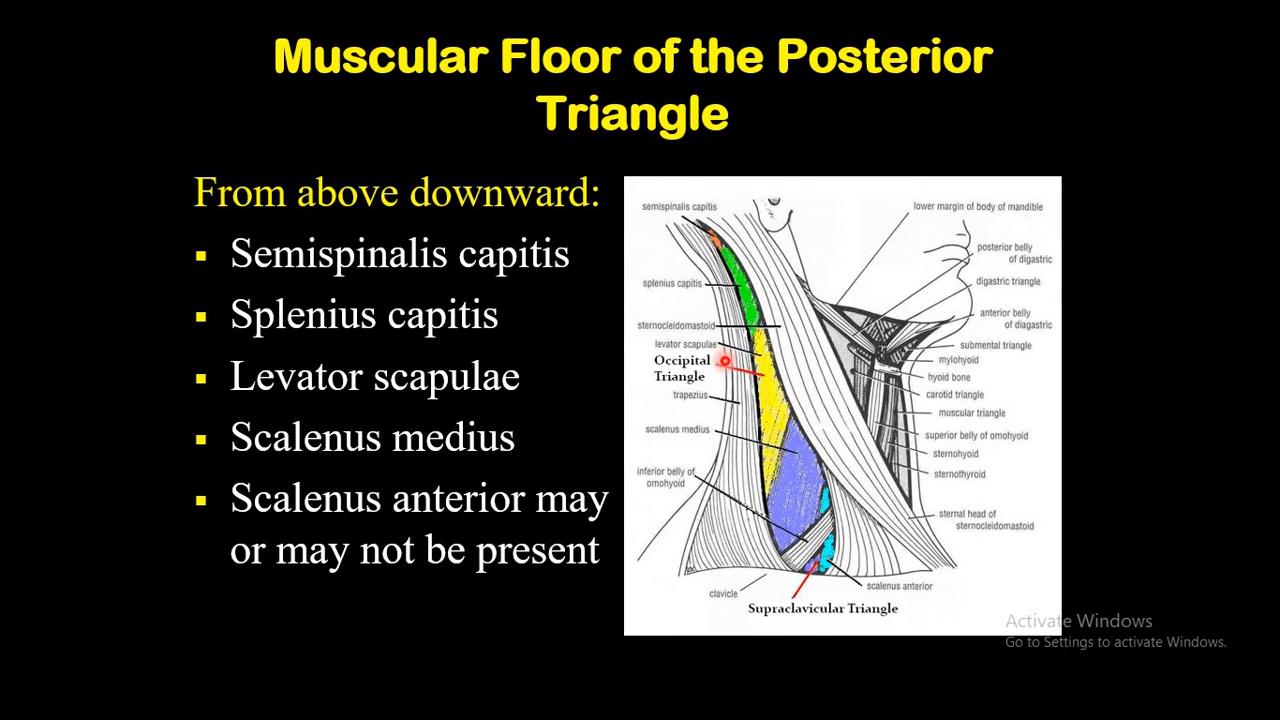 Muscular Floor of the Posterior
Triangle
From above downward:
▪ Semispinalis capitis
▪ Splenius capitis
▪ Levator scapulae
▪ Scalenus medius
▪ Scalenus anterior may
or may not be present
semispinalis capitis
splenius capitis
sternocleidomastoid
levator scapulae
Occipital
Triangle
trapezius
scalenus medius
inferior belly of
omohyoid
clavicle
Supraclavicular Triangle
scalenus anterior
lower margin of body of mandible
posterior belly
of digastric
digastric triangle
anterior belly
of diagastric
submental triangle
mylohyoid
hyoid bone
carotid triangle
muscular triangle
superior belly of omohyoid
sternohyoid
sternothyroid
sternal head of
sternocleidomastoid
Activate Windows
Go to Settings to activate Windows.